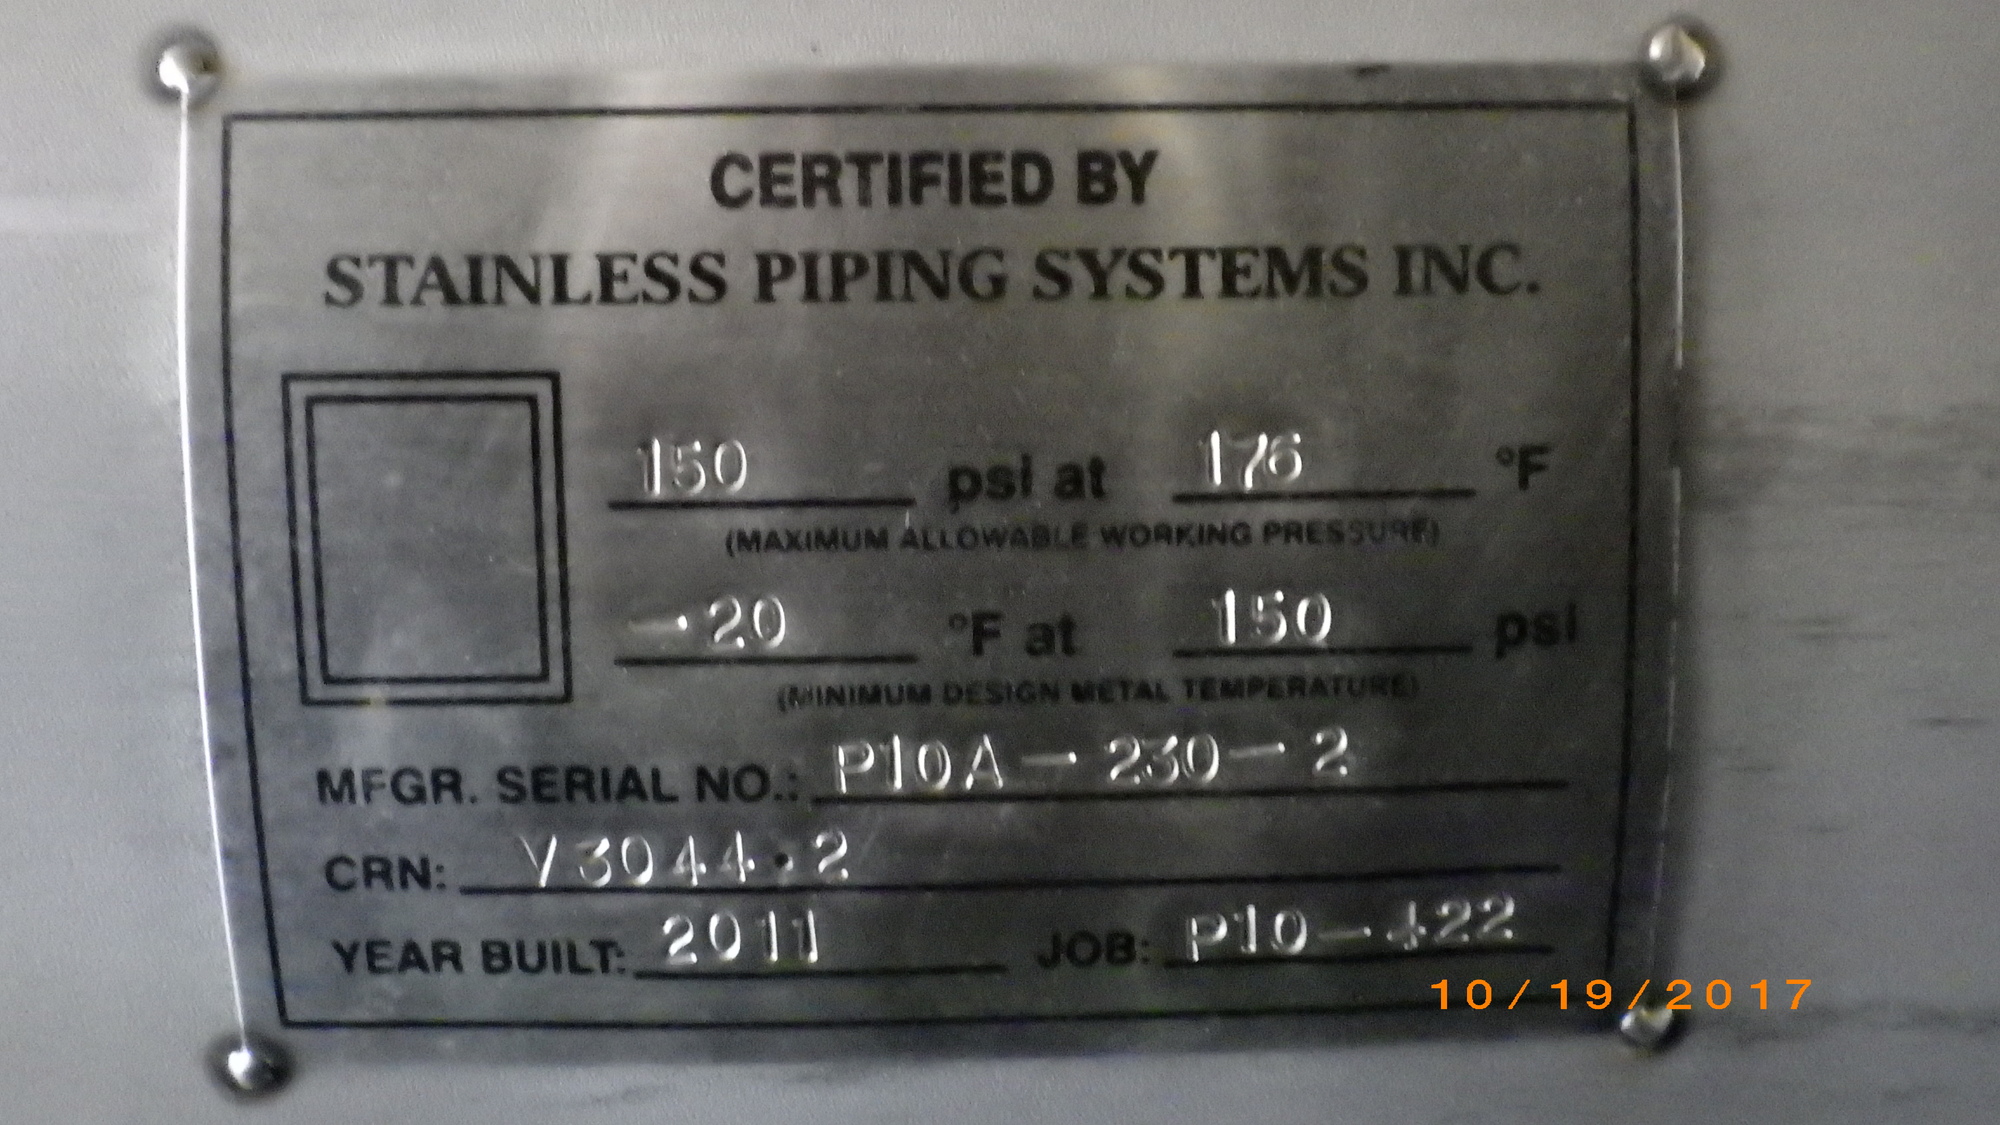 CERTIFIED BY
STAINLESS PIPING SYSTEMS INC.
150 psi at 176 °F
(MAXIMUM ALLOWABLE WORKING PRESSURE)
-20 °F at 150 psi
(MINIMUM DESIGN METAL TEMPERATURE)
MFGR. SERIAL NO.: P10A-230-2
CRN: V3044.2
YEAR BUILT: 2011 JOB: P10-422
10/19/2017